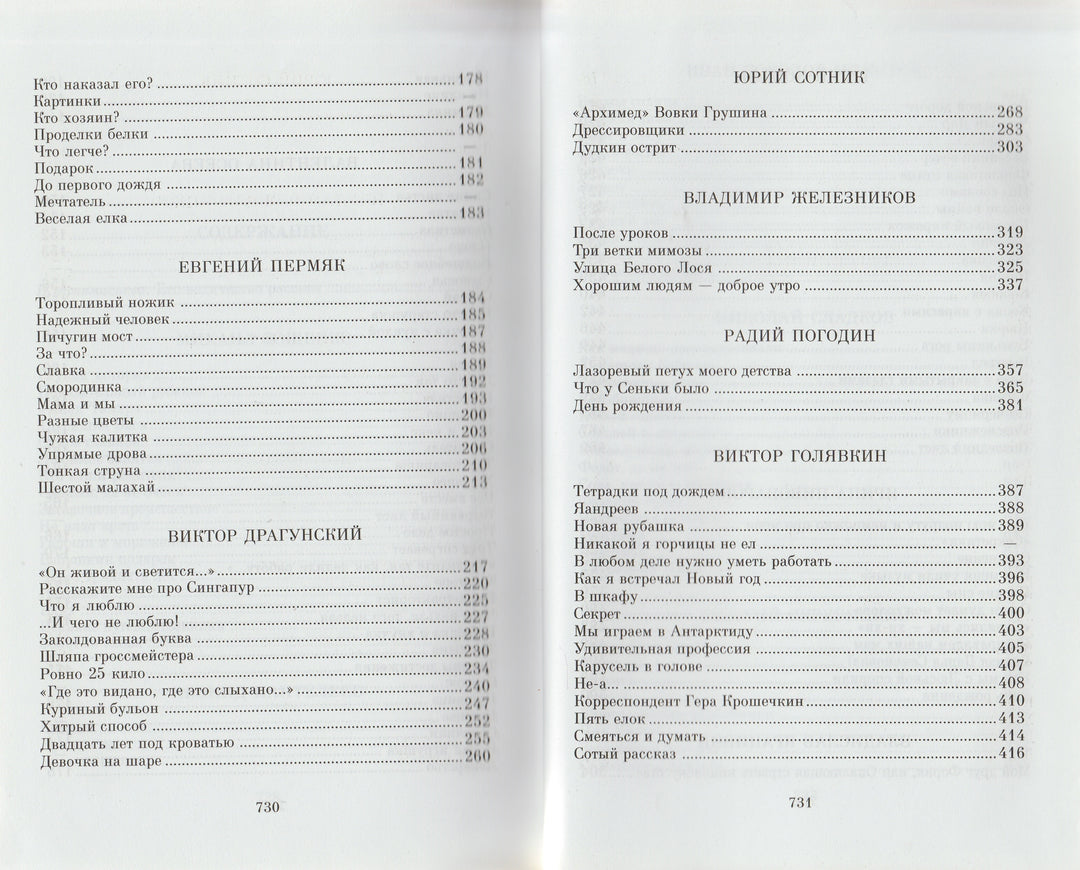 Кто наказал его? 178
Картинки —
Кто хозяин? 179
Проделки белки 180
Что легче? —
Подарок 181
До первого дождя 182
Мечтатель —
Веселая елка 183
ЕВГЕНИЙ ПЕРМЯК
Торопливый ножик 184
Надежный человек 185
Пичугин мост 187
За что? 188
Славка 189
Смородинка 192
Мама и мы 193
Разные цветы 200
Чужая калитка 203
Упрямые дрова 206
Тонкая струна 210
Шестой малахай 213
ВИКТОР ДРАГУНСКИЙ
«Он живой и светится...» 217
Расскажите мне про Сингапур 220
Что я люблю 225
...И чего не люблю! 227
Заколдованная буква 228
Шляпа гроссмейстера 230
Ровно 25 кило 234
«Где это видано, где это слыхано...» 240
Куриный бульон 247
Хитрый способ 252
Двадцать лет под кроватью 255
Девочка на шаре 260
730
ЮРИЙ СОТНИК
«Архимед» Вовки Грушина 268
Дрессировщики 283
Дудкин острит 303
ВЛАДИМИР ЖЕЛЕЗНИКОВ
После уроков 319
Три ветки мимозы 323
Улица Белого Лося 325
Хорошим людям — доброе утро 337
РАДИЙ ПОГОДИН
Лазоревый петух моего детства 357
Что у Сеньки было 365
День рождения 381
ВИКТОР ГОЛЯВКИН
Тетрадки под дождем 387
Яандреев 388
Новая рубашка 389
Никакой я горчицы не ел —
В любом деле нужно уметь работать 393
Как я встречал Новый год 396
В шкафу 398
Секрет 400
Мы играем в Антарктиду 403
Удивительная профессия 405
Карусель в голове 407
Не-а... 408
Корреспондент Гера Крошечкин 410
Пять елок 413
Смеяться и думать 414
Сотый рассказ 416
731